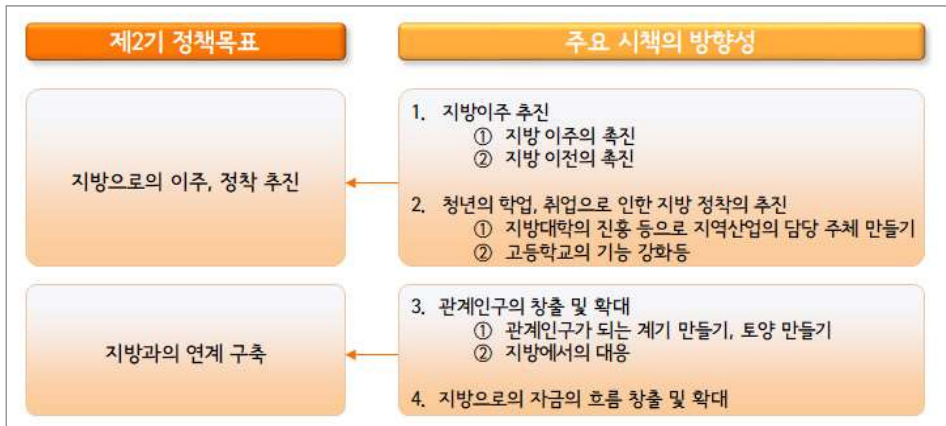 제2기 정책목표
주요 시책의 방향성
지방으로의 이주, 정착 추진
1. 지방이주 추진
① 지방 이주의 촉진
② 지방 이전의 촉진
2. 청년의 학업, 취업으로 인한 지방 정착의 추진
① 지방대학의 진흥 등으로 지역산업의 담당 주체 만들기
② 고등학교의 기능 강화등
지방과의 연계 구축
3. 관계인구의 창출 및 확대
① 관계인구가 되는 계기 만들기, 토양 만들기
② 지방에서의 대응
4. 지방으로의 자금의 흐름 창출 및 확대